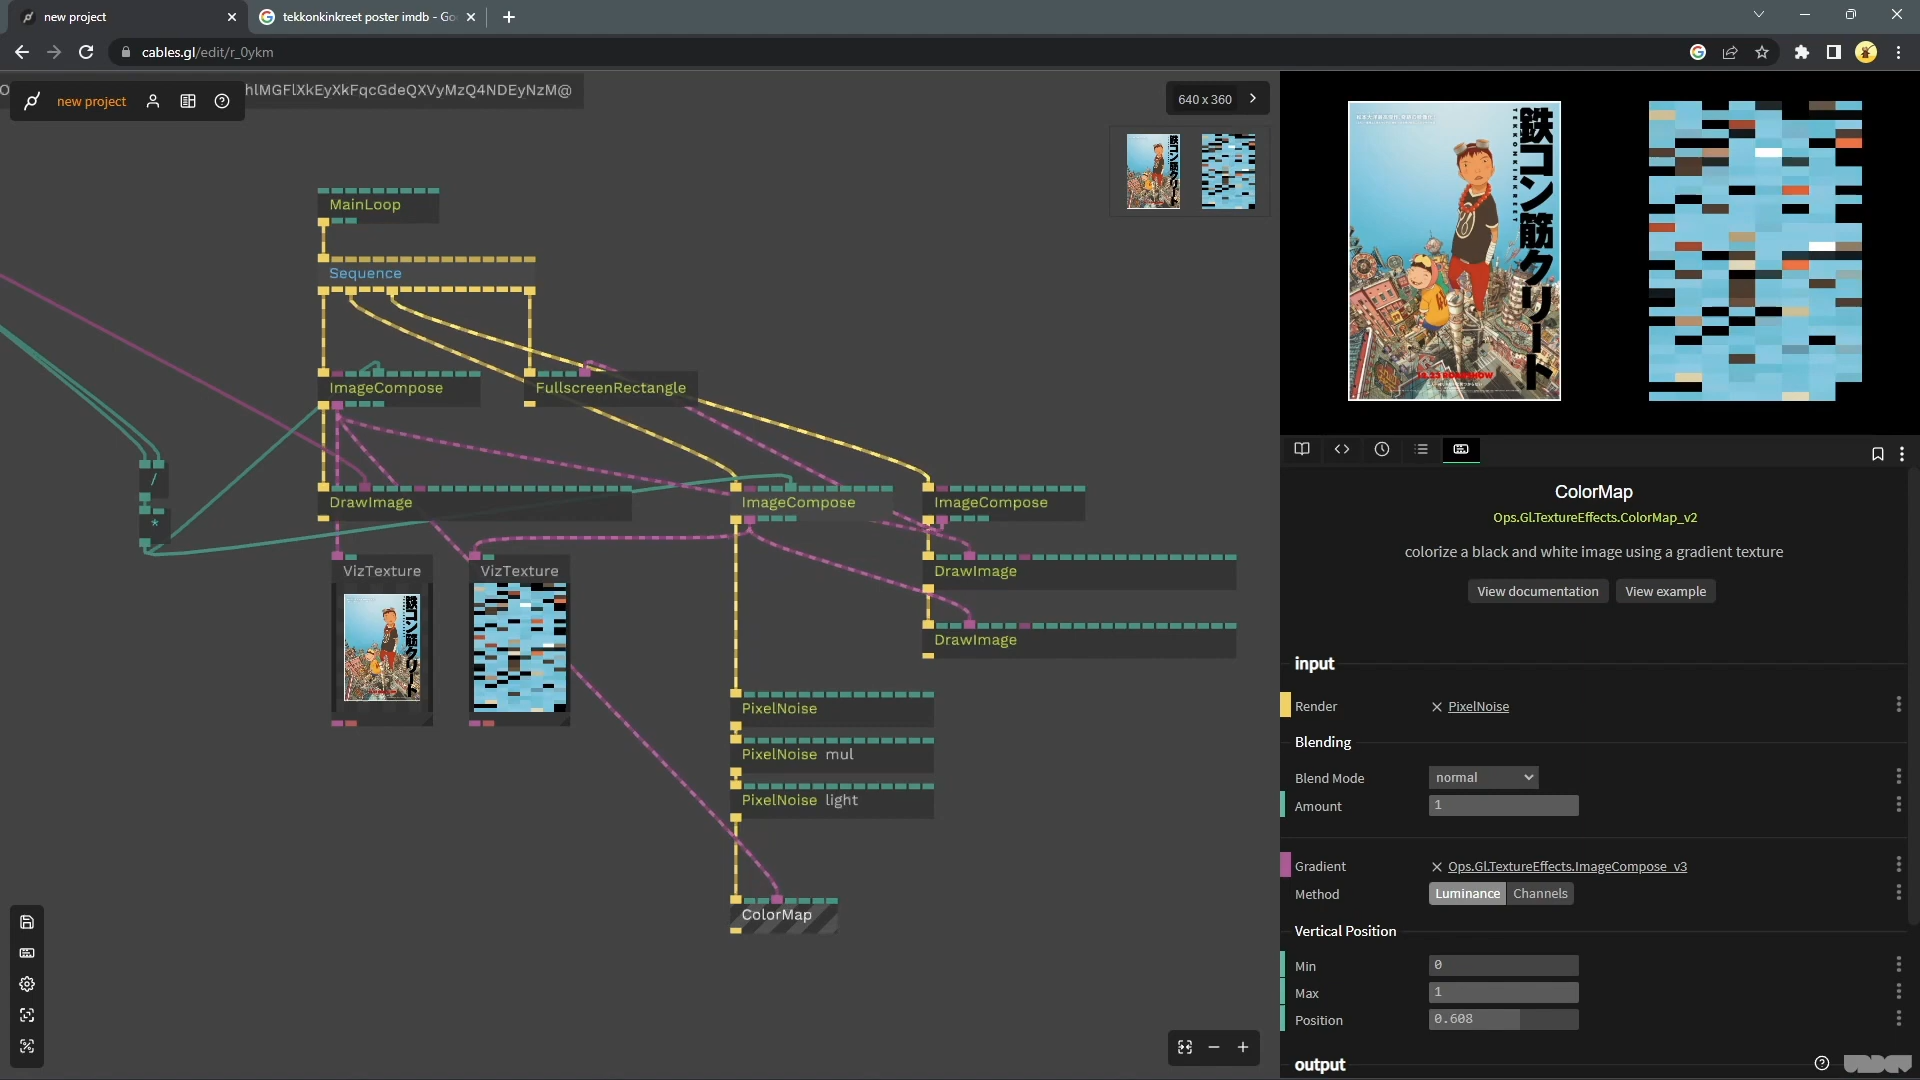 new project
tekkonkinkreet poster imdb - Go
cables.gl/edit/r_0ykm
new project
hlMGFlXkEyXkFqcGdeQXVyMzQ4NDEyNzM@
640 x 360
MainLoop
Sequence
ImageCompose
FullscreenRectangle
/
*
DrawImage
ImageCompose
ImageCompose
DrawImage
DrawImage
VizTexture
VizTexture
PixelNoise
PixelNoise mul
PixelNoise light
ColorMap
鉄コン筋クリート
TEKKONKINKREET
12.23 ROADSHOW
ColorMap
Ops.Gl.TextureEffects.ColorMap_v2
colorize a black and white image using a gradient texture
View documentation
View example
input
Render
PixelNoise
Blending
Blend Mode
normal
Amount
1
Gradient
Ops.Gl.TextureEffects.ImageCompose_v3
Method
Luminance
Channels
Vertical Position
Min
0
Max
1
Position
0.608
output